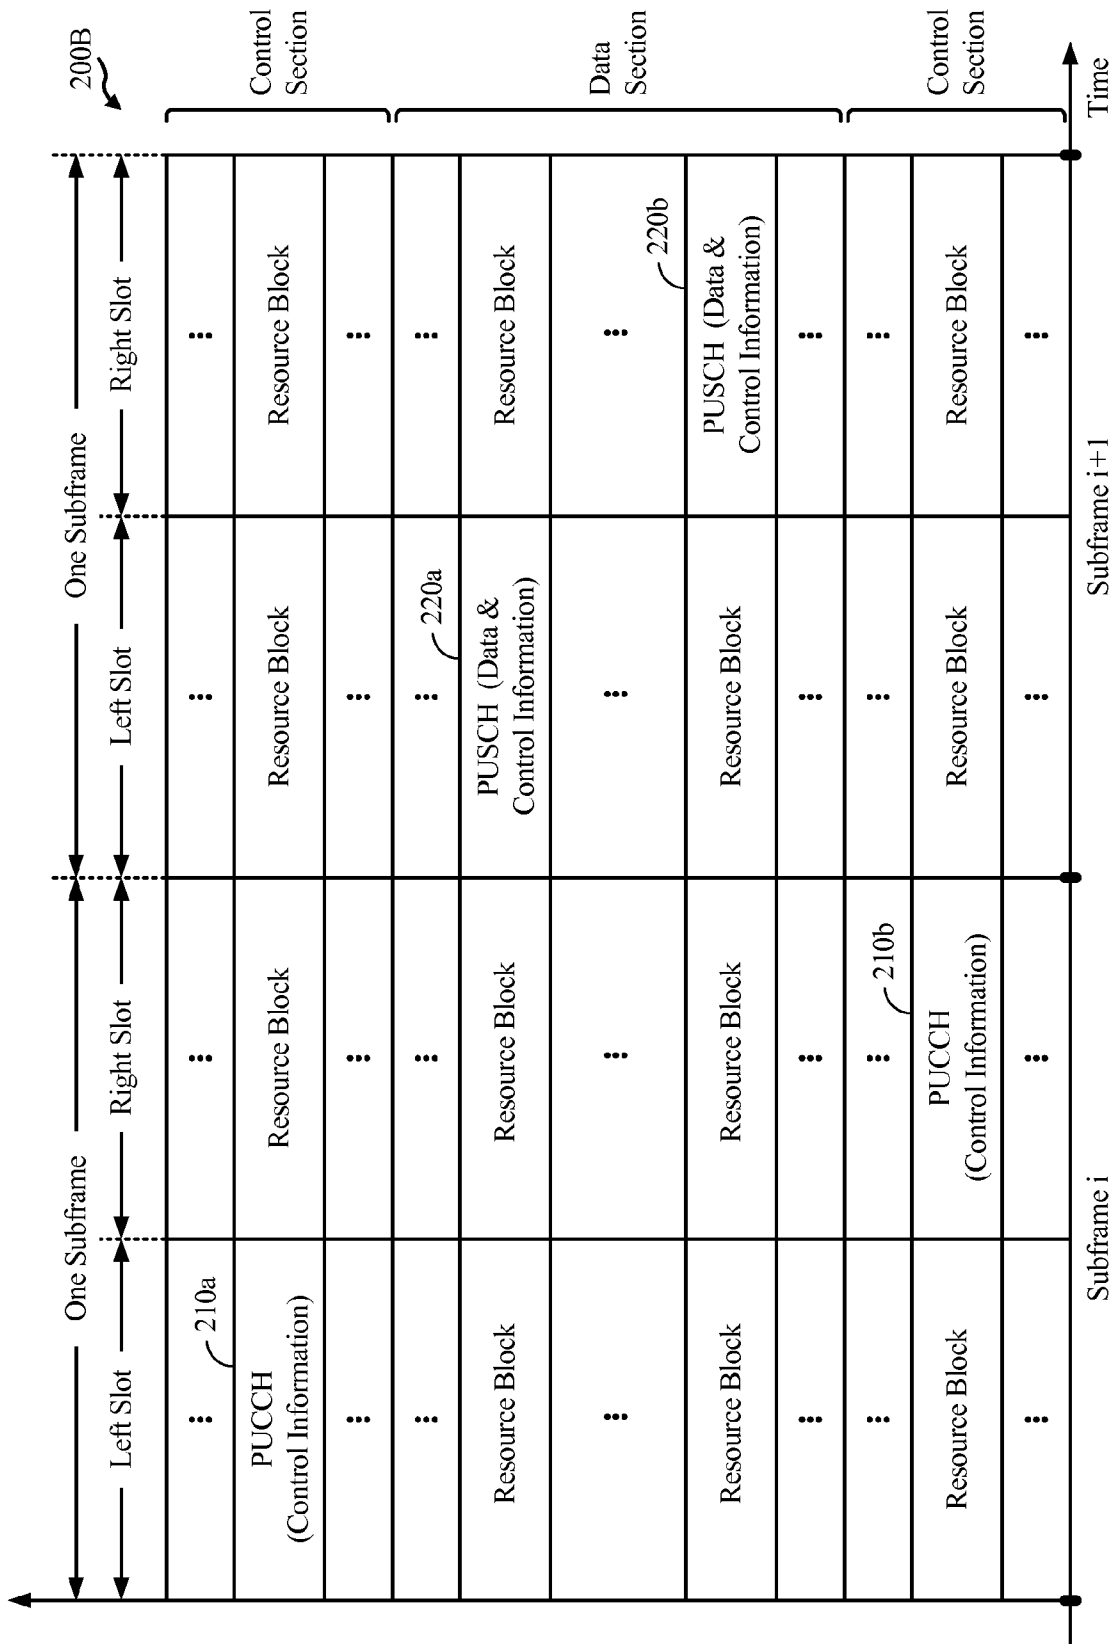 200B
One Subframe
One Subframe
Left Slot
Right Slot
Left Slot
Right Slot
210a
PUCCH
(Control Information)
Resource Block
Resource Block
Resource Block
Control
Section
220a
Resource Block
Resource Block
PUSCH (Data &
Control Information)
Resource Block
220b
Resource Block
Resource Block
Resource Block
PUSCH (Data &
Control Information)
Data
Section
210b
Resource Block
PUCCH
(Control Information)
Resource Block
Resource Block
Control
Section
Subframe i
Subframe i+1
Time